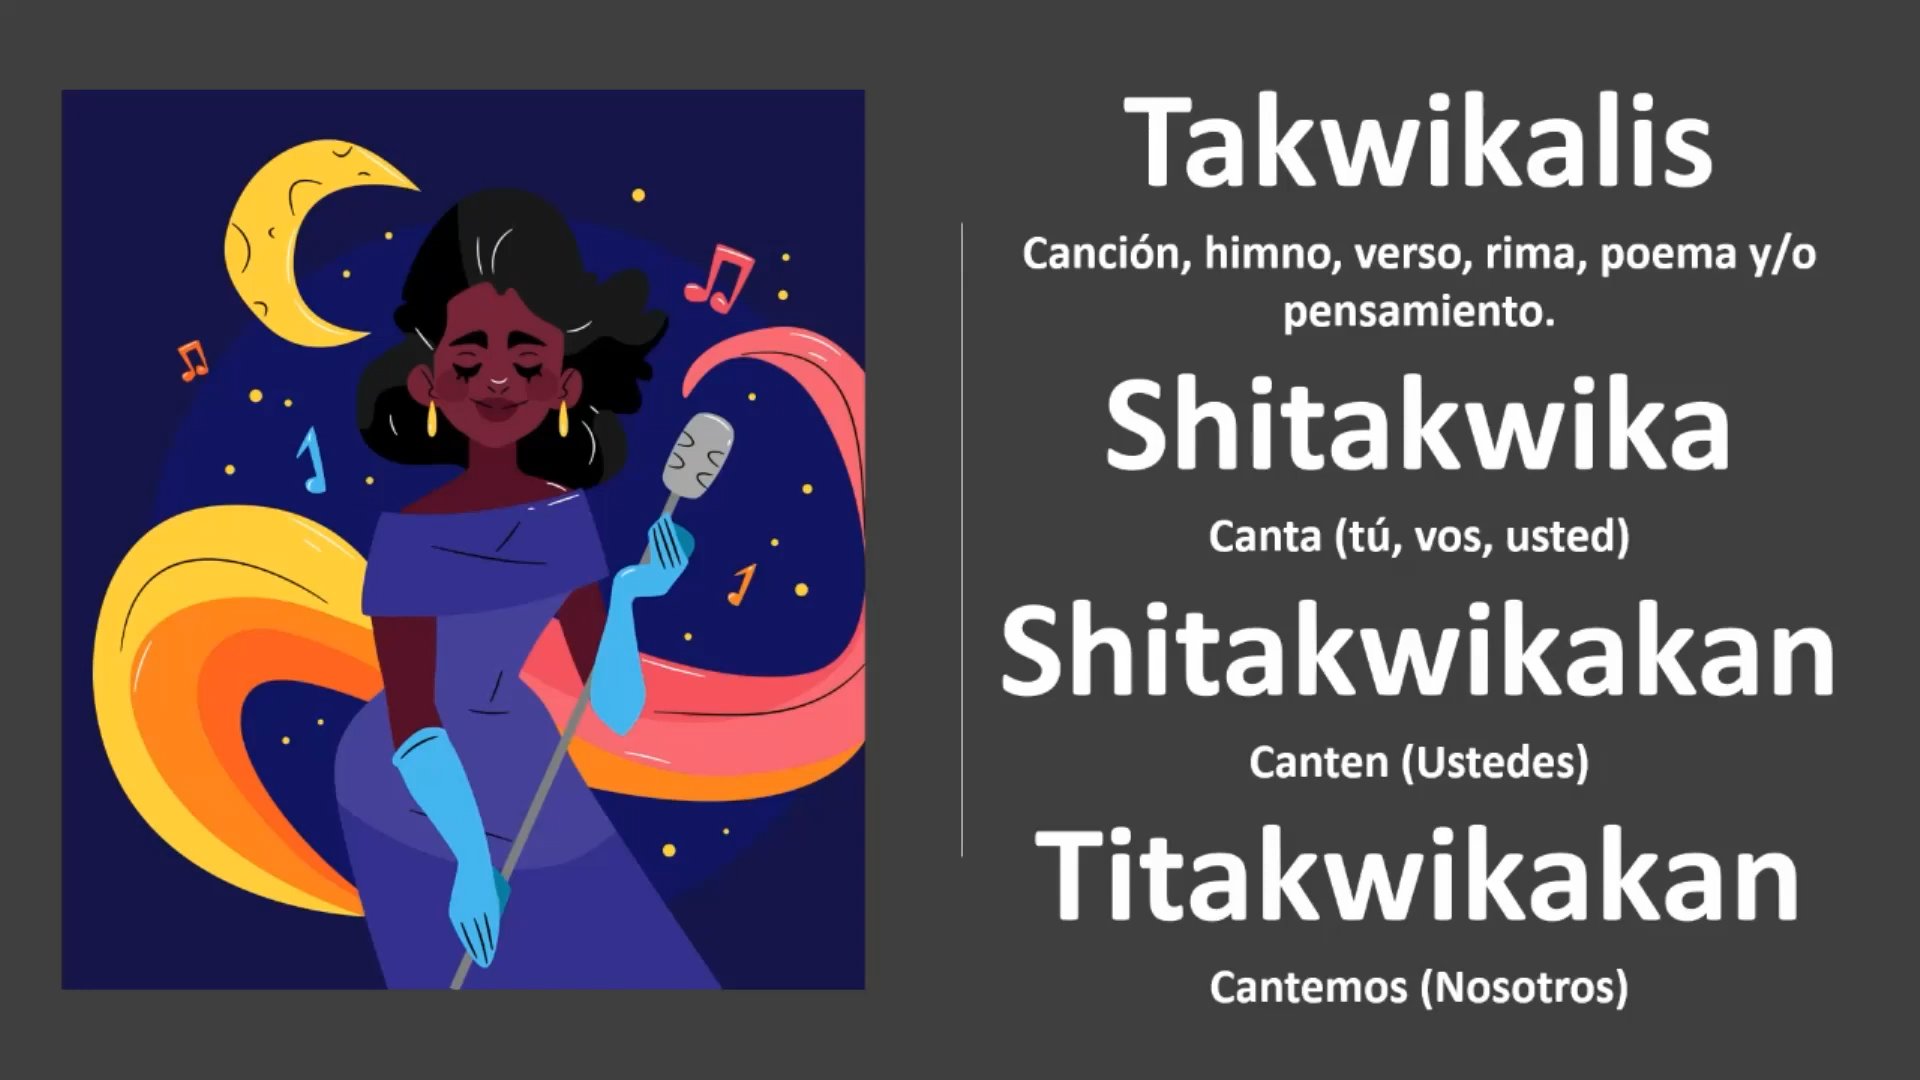 Takwikalis
Canción, himno, verso, rima, poema y/o
pensamiento.
Shitakwika
Canta (tú, vos, usted)
Shitakwikakan
Canten (Ustedes)
Titakwikakan
Cantemos (Nosotros)